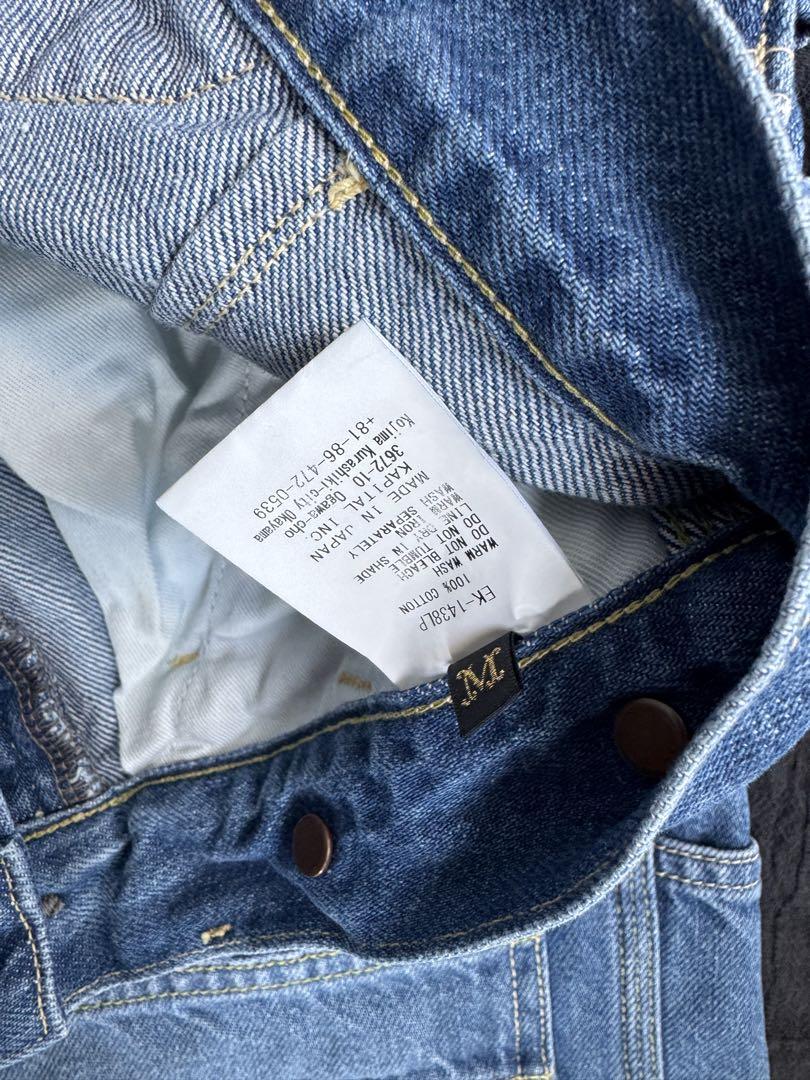 EK-1438LP
100% COTTON
WARM WASH
DO NOT BLEACH
DO NOT TUMBLE
LINE DRY IN SHADE
WARM IRON
WASH SEPARATELY
MADE IN JAPAN
KAPITAL INC.
3672-10 Ogawa-cho
Kojima Kurashiki-city Okayama
+81-86-472-0539
M